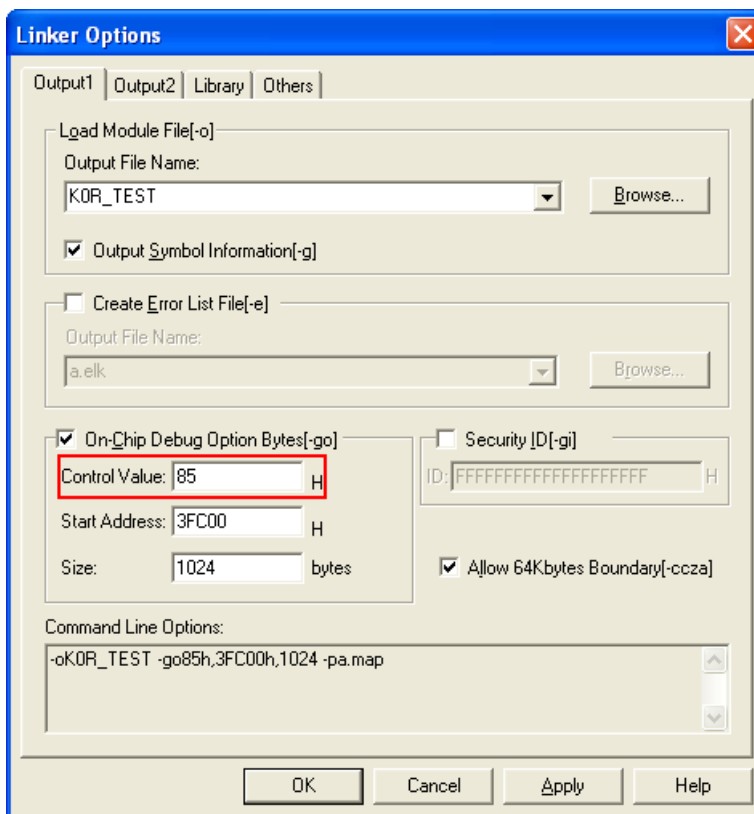 Linker Options
Output1 Output2 Library Others
Load Module File[-o]
Output File Name:
K0R_TEST Browse...
Output Symbol Information[-g]
Create Error List File[-e]
Output File Name:
a.elk Browse...
On-Chip Debug Option Bytes[-go] Security ID[-gi]
Control Value: 85 H ID: FFFFFFFFFFFFFFFFFFFF H
Start Address: 3FC00 H
Size: 1024 bytes Allow 64Kbytes Boundary[-ccza]
Command Line Options:
-oK0R_TEST -go85h,3FC00h,1024 -pa.map
OK Cancel Apply Help